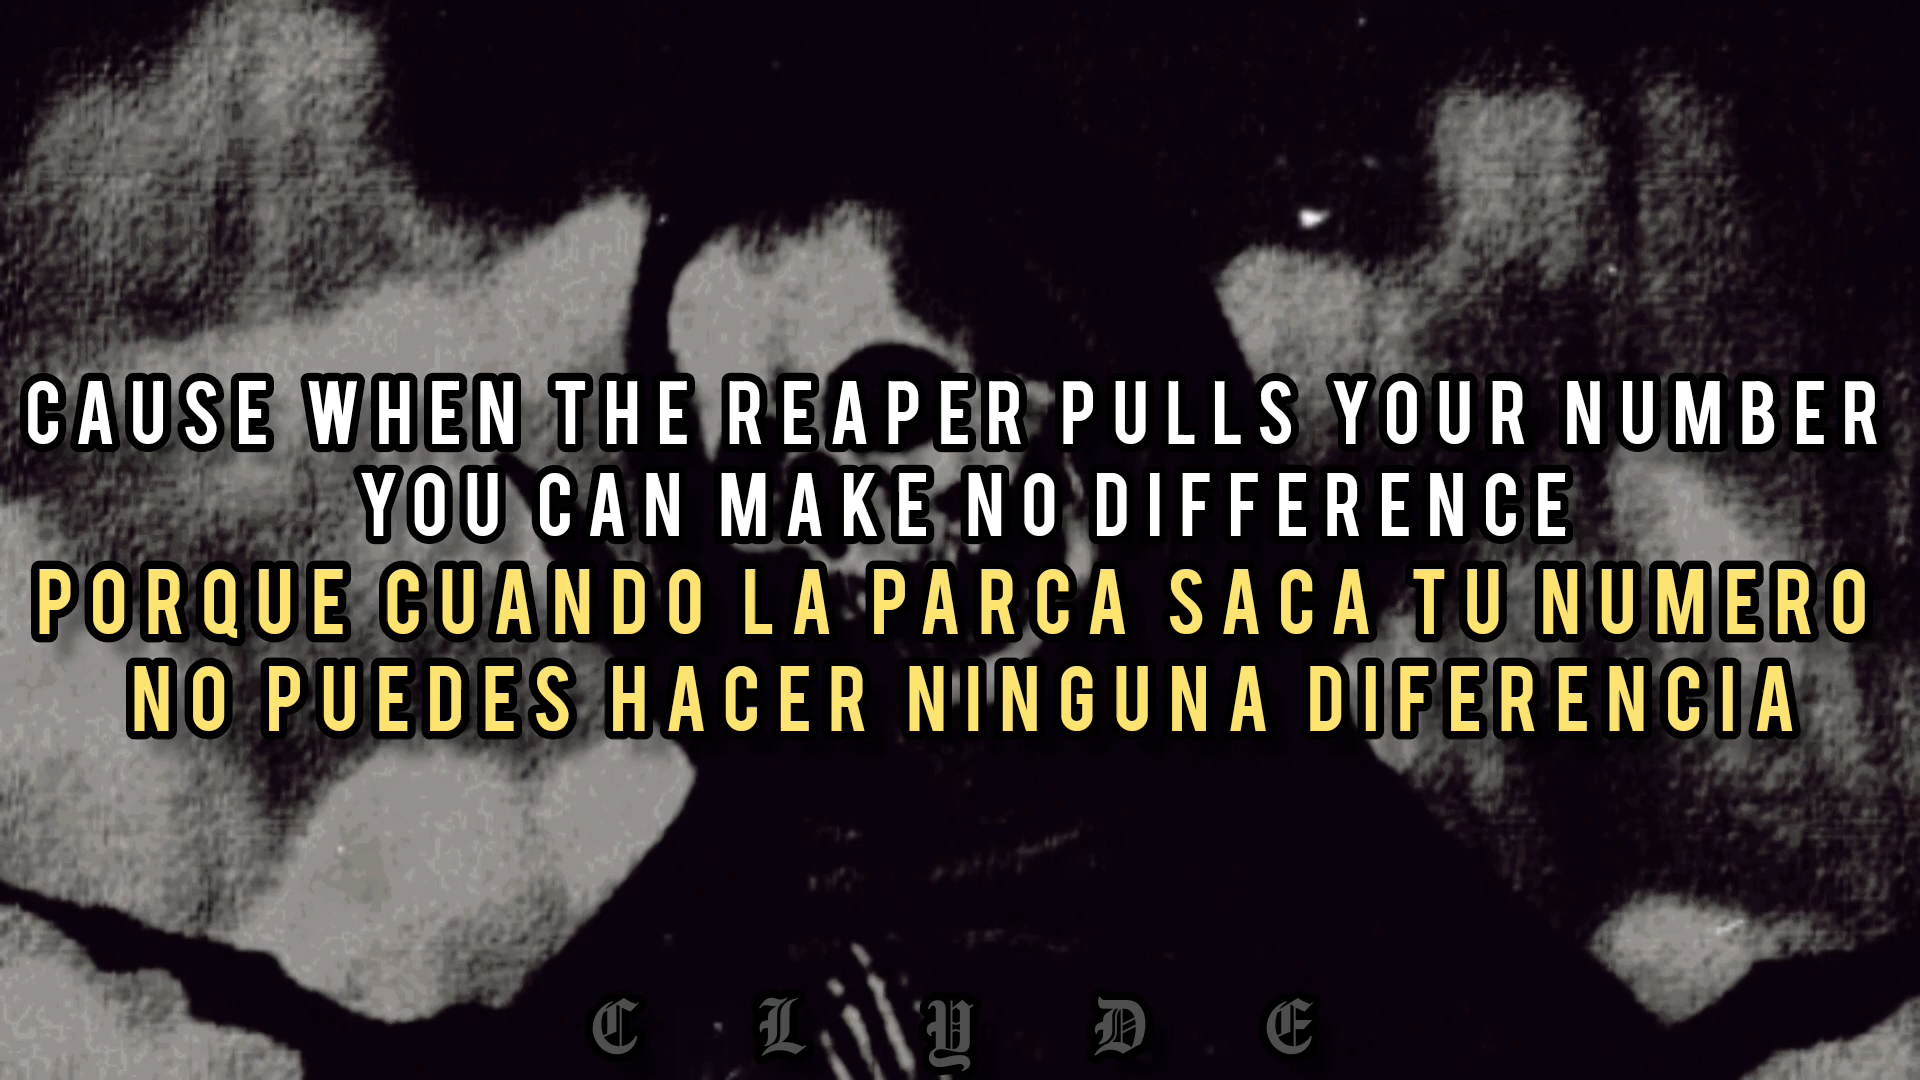 CAUSE WHEN THE REAPER PULLS YOUR NUMBER
YOU CAN MAKE NO DIFFERENCE
PORQUE CUANDO LA PARCA SACA TU NUMERO
NO PUEDES HACER NINGUNA DIFERENCIA
CLYDE